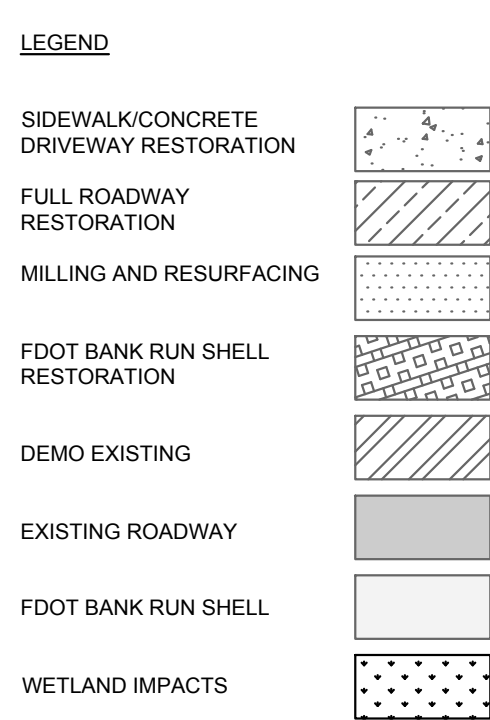 LEGEND
SIDEWALK/CONCRETE
DRIVEWAY RESTORATION
FULL ROADWAY
RESTORATION
MILLING AND RESURFACING
FDOT BANK RUN SHELL
RESTORATION
DEMO EXISTING
EXISTING ROADWAY
FDOT BANK RUN SHELL
WETLAND IMPACTS